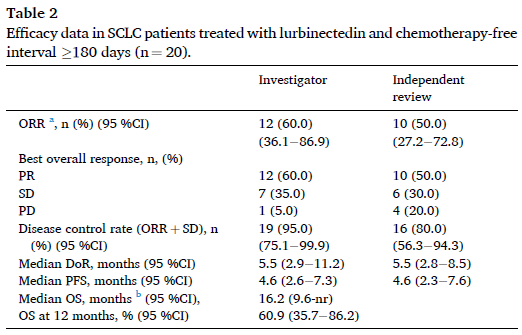 Table 2
Efficacy data in SCLC patients treated with lurbinectedin and chemotherapy-free
interval ≥180 days (n = 20).
Investigator Independent
review
ORR a, n (%) (95 %CI) 12 (60.0) 10 (50.0)
(36.1–86.9) (27.2–72.8)
Best overall response, n, (%)
PR 12 (60.0) 10 (50.0)
SD 7 (35.0) 6 (30.0)
PD 1 (5.0) 4 (20.0)
Disease control rate (ORR + SD), n 19 (95.0) 16 (80.0)
(%) (95 %CI) (75.1–99.9) (56.3–94.3)
Median DoR, months (95 %CI) 5.5 (2.9–11.2) 5.5 (2.8–8.5)
Median PFS, months (95 %CI) 4.6 (2.6–7.3) 4.6 (2.3–7.6)
Median OS, months b (95 %CI), 16.2 (9.6-nr)
OS at 12 months, % (95 %CI) 60.9 (35.7–86.2)